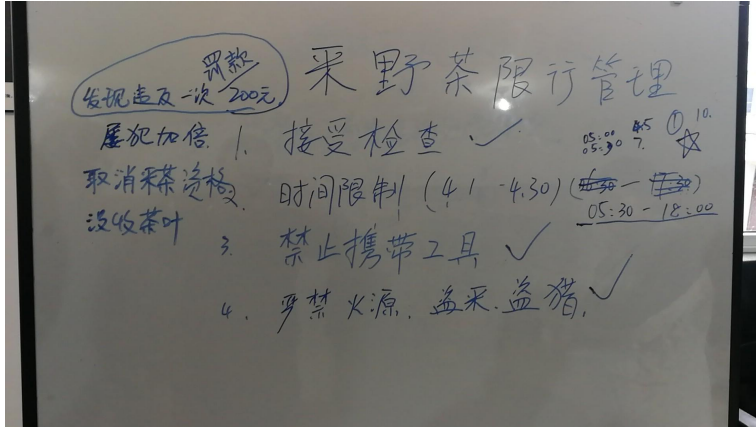 采野茶限行管理
罚款
发现违反一次 200元
屡犯加倍
取消采茶资格
没收茶叶
1. 接受检查 ✓
2. 时间限制 (4.1 -4.30) ( — )
05:30 - 18:00
3. 禁止携带工具 ✓
4. 严禁火源、盗采、盗猎. ✓
05:00
05:30
45
7.
① 10.
☆